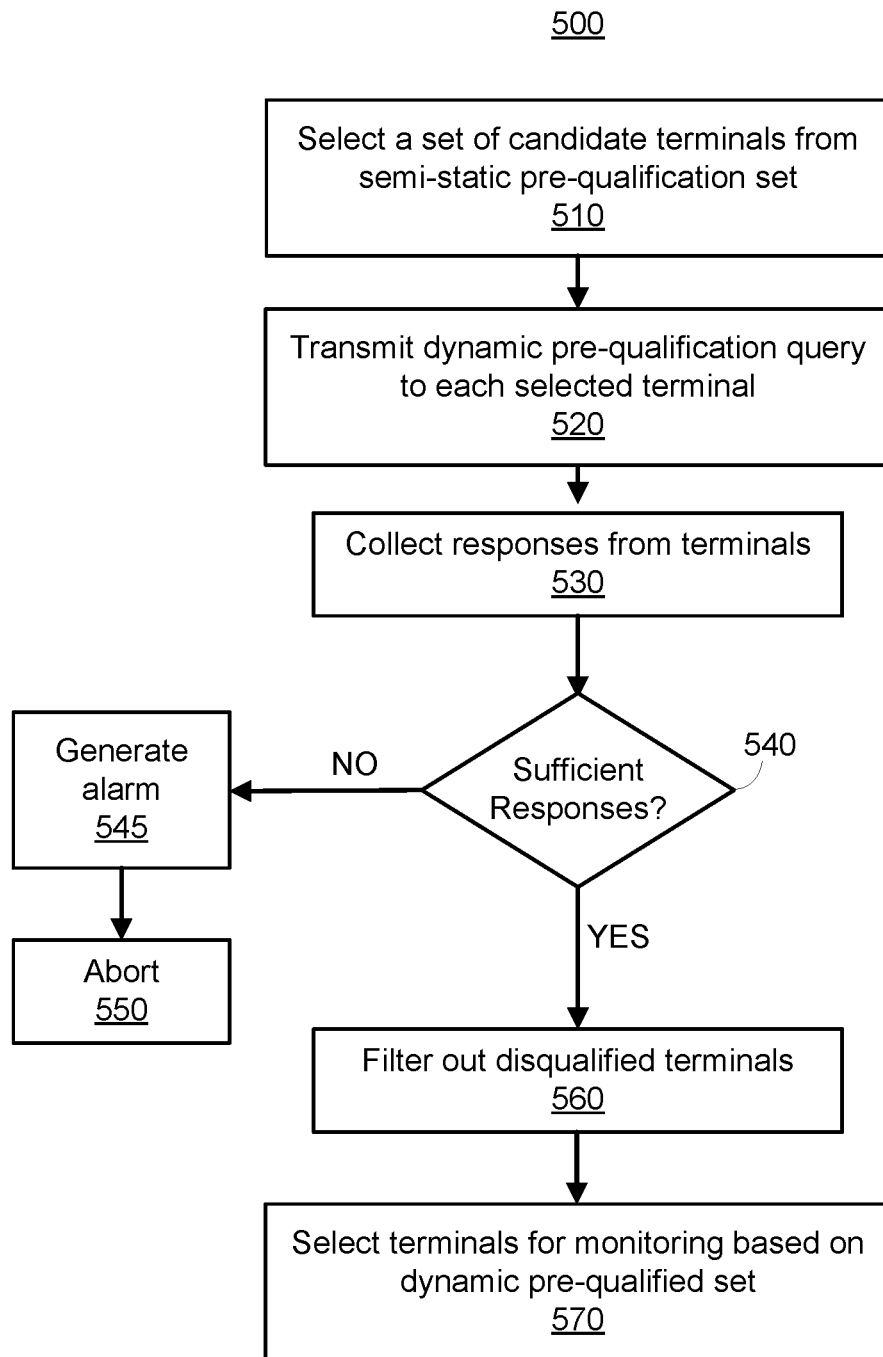 500
Select a set of candidate terminals from
semi-static pre-qualification set
510
Transmit dynamic pre-qualification query
to each selected terminal
520
Collect responses from terminals
530
540
Sufficient
Responses?
NO
Generate
alarm
545
Abort
550
YES
Filter out disqualified terminals
560
Select terminals for monitoring based on
dynamic pre-qualified set
570